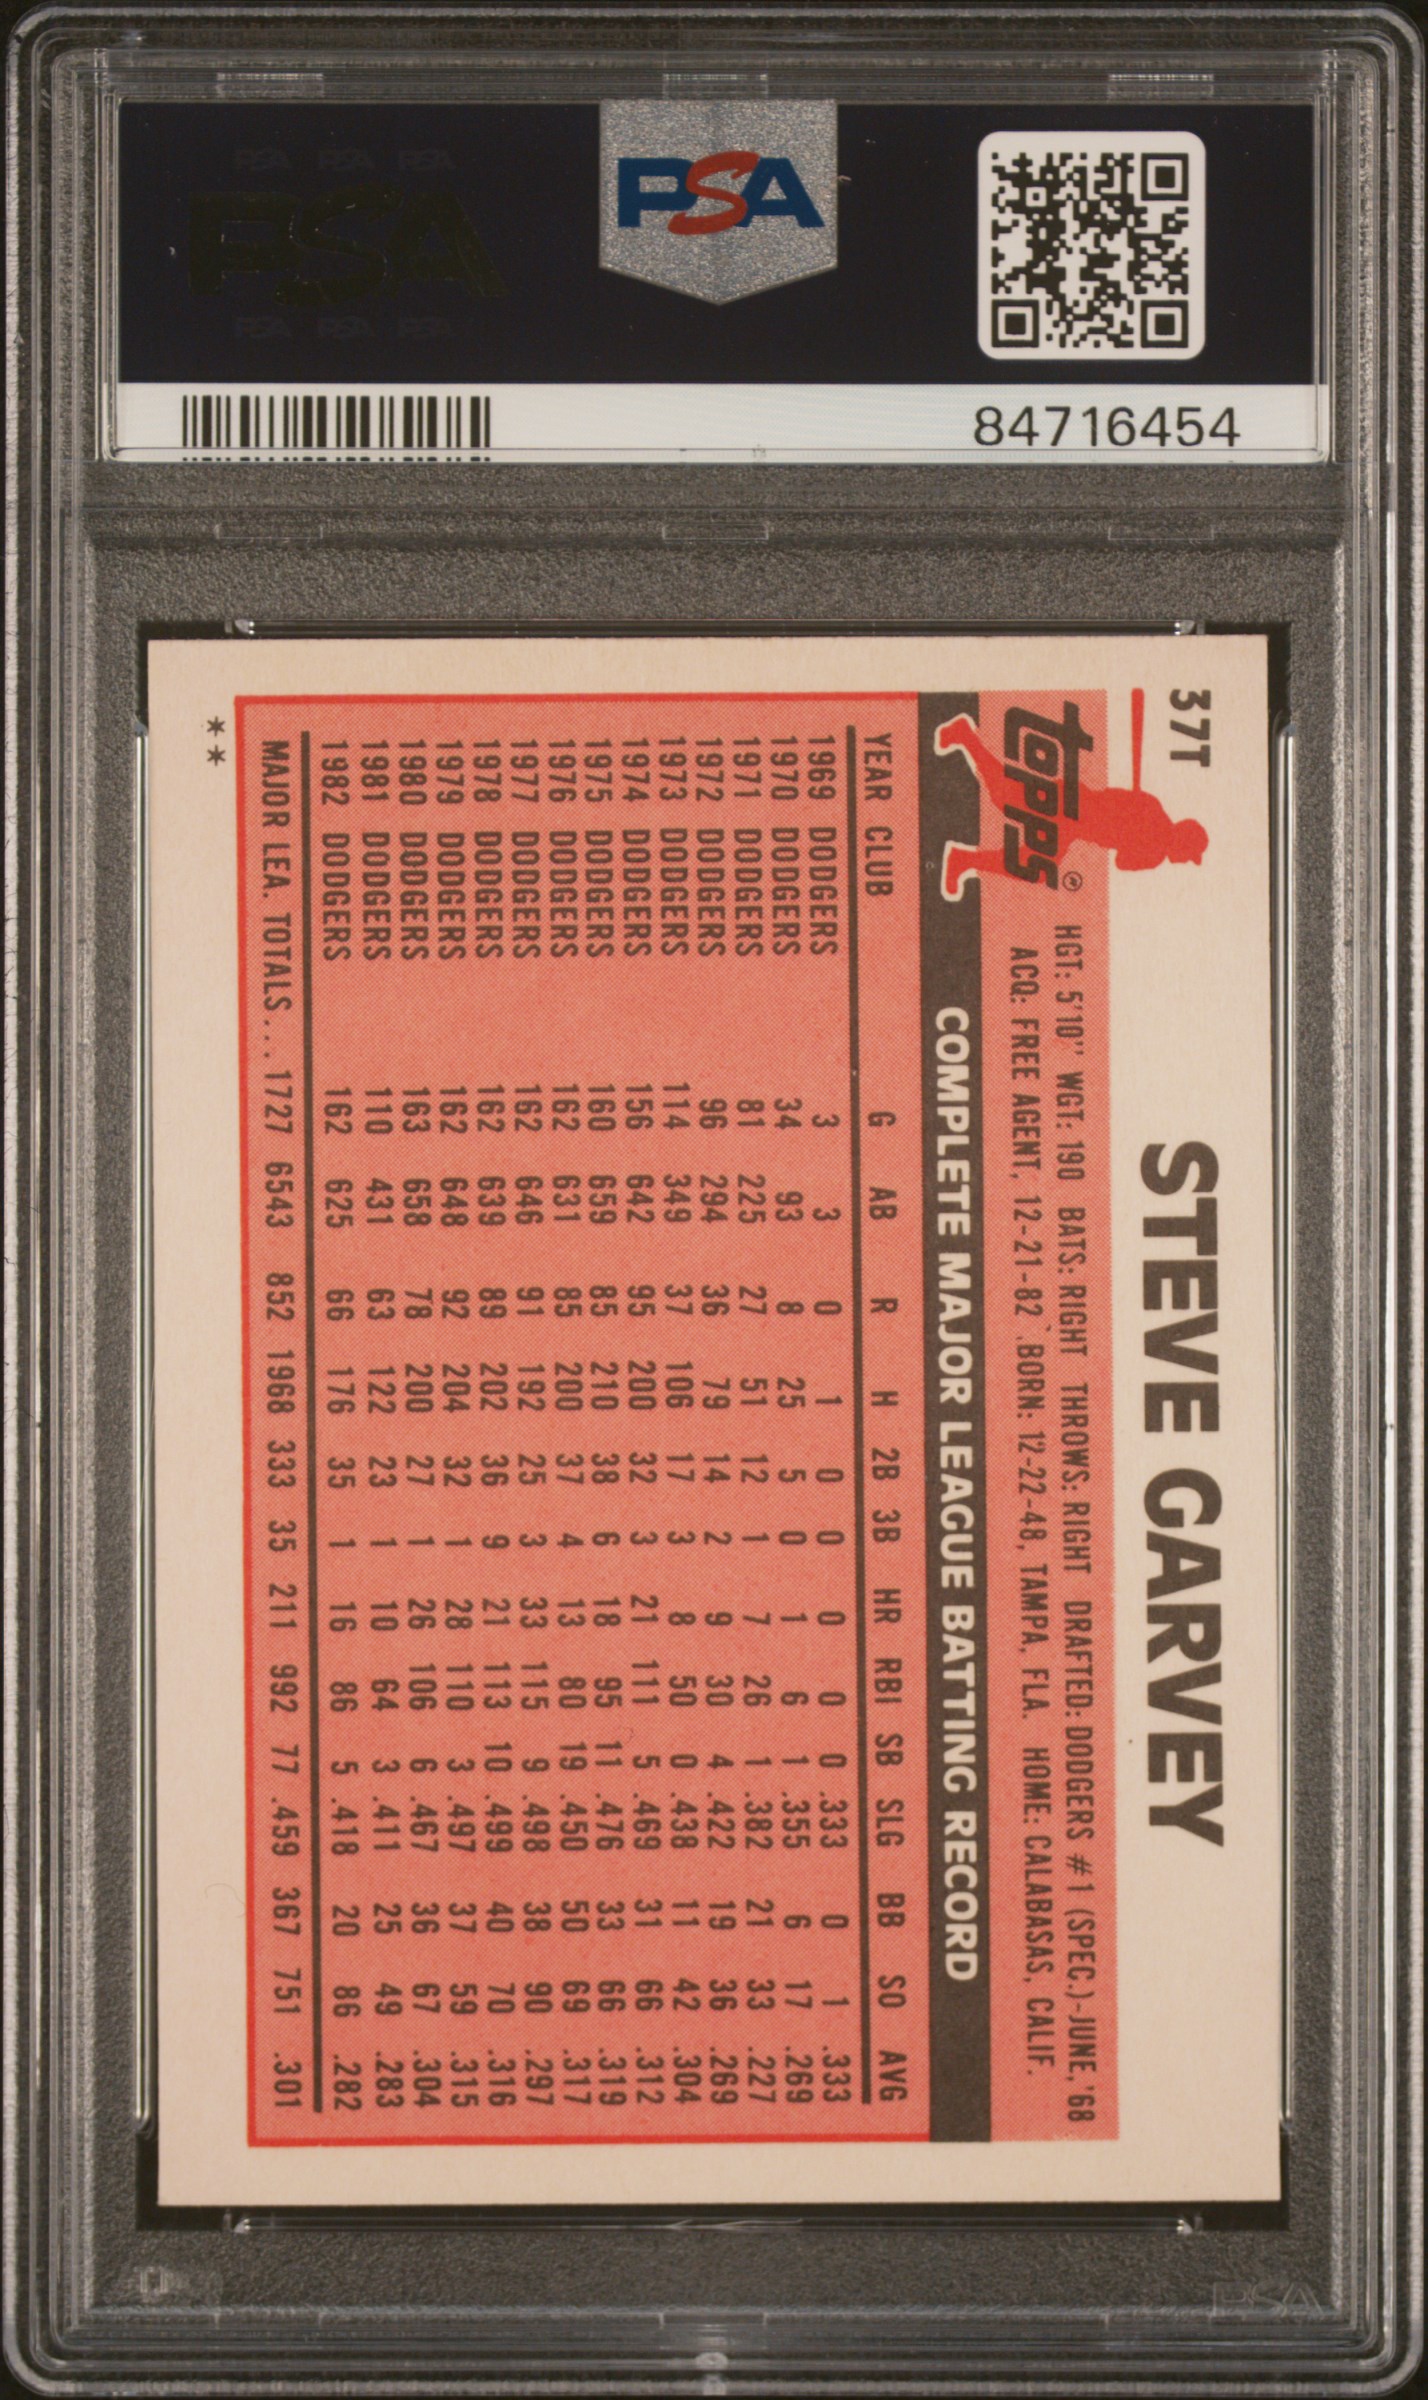 PSA PSA PSA
PSA
PSA PSA PSA
PSA
84716454
37T
STEVE GARVEY
Topps®
HGT: 5'10" WGT: 190 BATS: RIGHT THROWS: RIGHT DRAFTED: DODGERS #1 (SPEC.)-JUNE,'68
ACQ: FREE AGENT, 12-21-82 BORN: 12-22-48, TAMPA, FLA. HOME: CALABASAS, CALIF.
COMPLETE MAJOR LEAGUE BATTING RECORD
YEAR CLUB G AB R H 2B 3B HR RBI SB SLG BB SO AVG
1969 DODGERS 3 3 0 1 0 0 0 0 0 .333 0 1 .333
1970 DODGERS 34 93 8 25 5 0 1 6 1 .355 6 17 .269
1971 DODGERS 81 225 27 51 12 1 7 26 1 .382 21 33 .227
1972 DODGERS 96 294 36 79 14 2 9 30 4 .422 19 36 .269
1973 DODGERS 114 349 37 106 17 3 8 50 0 .438 11 42 .304
1974 DODGERS 156 642 95 200 32 3 21 111 5 .469 31 66 .312
1975 DODGERS 160 659 85 210 38 6 18 95 11 .476 33 66 .319
1976 DODGERS 162 631 85 200 37 4 13 80 19 .450 50 69 .317
1977 DODGERS 162 646 91 192 25 3 33 115 9 .498 38 90 .297
1978 DODGERS 162 639 89 202 36 9 21 113 10 .499 40 70 .316
1979 DODGERS 162 648 92 204 32 1 28 110 3 .497 37 59 .315
1980 DODGERS 163 658 78 200 27 1 26 106 6 .467 36 67 .304
1981 DODGERS 110 431 63 122 23 1 10 64 3 .411 25 49 .283
1982 DODGERS 162 625 66 176 35 1 16 86 5 .418 20 86 .282
MAJOR LEA. TOTALS... 1727 6543 852 1968 333 35 211 992 77 .459 367 751 .301
**
PSA